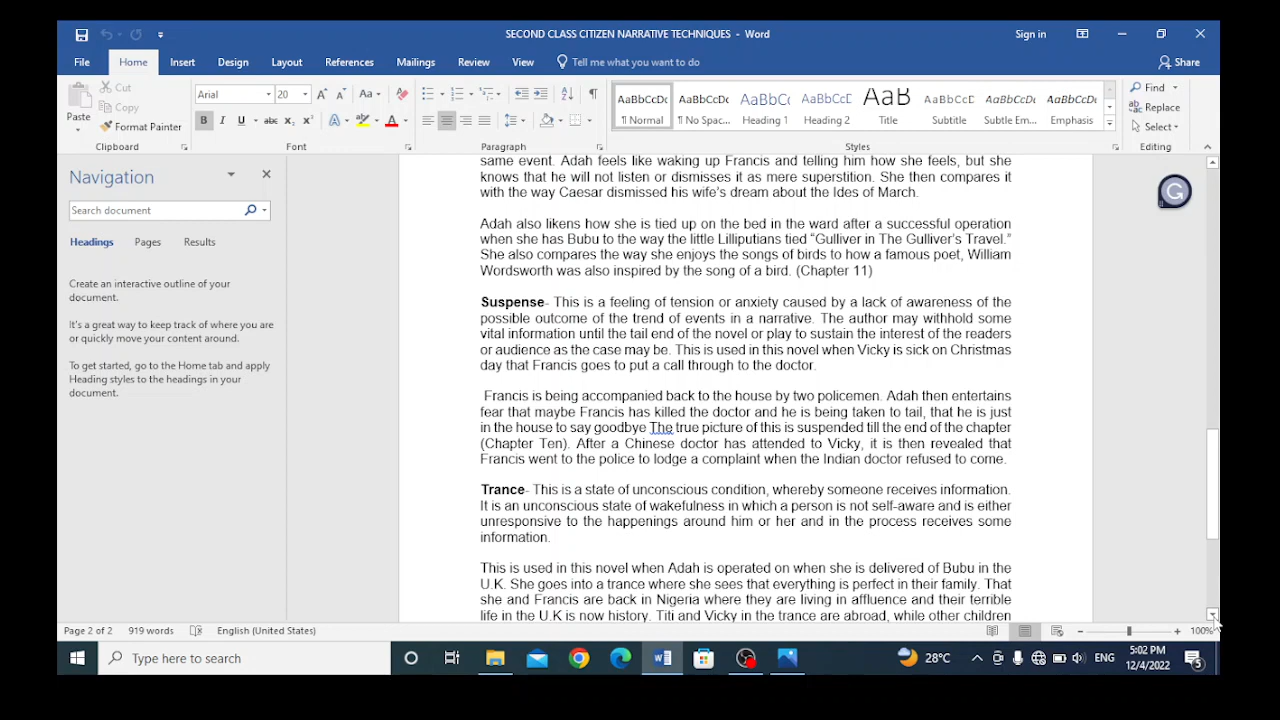 SECOND CLASS CITIZEN NARRATIVE TECHNIQUES - Word
Sign in
File Home Insert Design Layout References Mailings Review View Tell me what you want to do Share
Paste
Cut
Copy
Format Painter
Clipboard
Arial 20
Font
Paragraph
AaBbCcDc AaBbCcDc AaBbCc AaBbCcD AaB AaBbCcD AaBbCcDc AaBbCcDc
¶ Normal ¶ No Spac... Heading 1 Heading 2 Title Subtitle Subtle Em... Emphasis
Styles
Find
Replace
Select
Editing
Navigation
Search document
Headings Pages Results
Create an interactive outline of your
document.
It's a great way to keep track of where you are
or quickly move your content around.
To get started, go to the Home tab and apply
Heading styles to the headings in your
document.
same event. Adah feels like waking up Francis and telling him how she feels, but she
knows that he will not listen or dismisses it as mere superstition. She then compares it
with the way Caesar dismissed his wife's dream about the Ides of March.
Adah also likens how she is tied up on the bed in the ward after a successful operation
when she has Bubu to the way the little Lilliputians tied “Gulliver in The Gulliver's Travel.”
She also compares the way she enjoys the songs of birds to how a famous poet, William
Wordsworth was also inspired by the song of a bird. (Chapter 11)
Suspense- This is a feeling of tension or anxiety caused by a lack of awareness of the
possible outcome of the trend of events in a narrative. The author may withhold some
vital information until the tail end of the novel or play to sustain the interest of the readers
or audience as the case may be. This is used in this novel when Vicky is sick on Christmas
day that Francis goes to put a call through to the doctor.
Francis is being accompanied back to the house by two policemen. Adah then entertains
fear that maybe Francis has killed the doctor and he is being taken to tail, that he is just
in the house to say goodbye The true picture of this is suspended till the end of the chapter
(Chapter Ten). After a Chinese doctor has attended to Vicky, it is then revealed that
Francis went to the police to lodge a complaint when the Indian doctor refused to come.
Trance- This is a state of unconscious condition, whereby someone receives information.
It is an unconscious state of wakefulness in which a person is not self-aware and is either
unresponsive to the happenings around him or her and in the process receives some
information.
This is used in this novel when Adah is operated on when she is delivered of Bubu in the
U.K. She goes into a trance where she sees that everything is perfect in their family. That
she and Francis are back in Nigeria where they are living in affluence and their terrible
life in the U.K is now history. Titi and Vicky in the trance are abroad, while other children
Page 2 of 2 919 words English (United States) 100%
Type here to search
28°C ENG
5:02 PM
12/4/2022
5